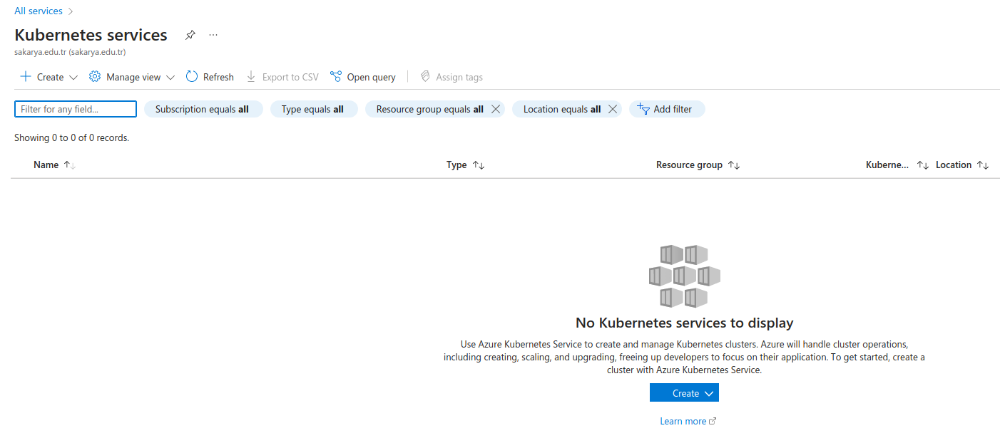 All services
Kubernetes services ...
sakarya.edu.tr (sakarya.edu.tr)
Create Manage view Refresh Export to CSV Open query Assign tags
Filter for any field... Subscription equals all Type equals all Resource group equals all Location equals all Add filter
Showing 0 to 0 of 0 records.
Name Type Resource group Kuberne... Location
No Kubernetes services to display
Use Azure Kubernetes Service to create and manage Kubernetes clusters. Azure will handle cluster operations,
including creating, scaling, and upgrading, freeing up developers to focus on their application. To get started, create a
cluster with Azure Kubernetes Service.
Create
Learn more